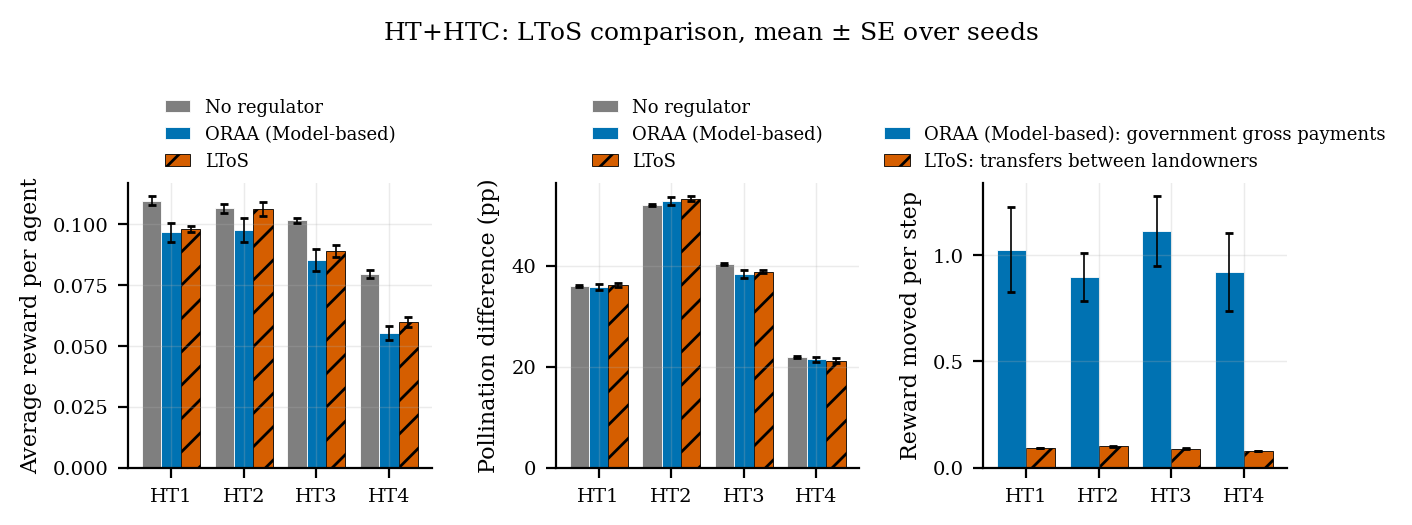 HT+HTC: LToS comparison, mean ± SE over seeds
No regulator
ORAA (Model-based)
LToS
Average reward per agent
0.100
0.075
0.050
0.025
0.000
HT1 HT2 HT3 HT4
No regulator
ORAA (Model-based)
LToS
Pollination difference (pp)
40
20
0
HT1 HT2 HT3 HT4
ORAA (Model-based): government gross payments
LToS: transfers between landowners
Reward moved per step
1.0
0.5
0.0
HT1 HT2 HT3 HT4